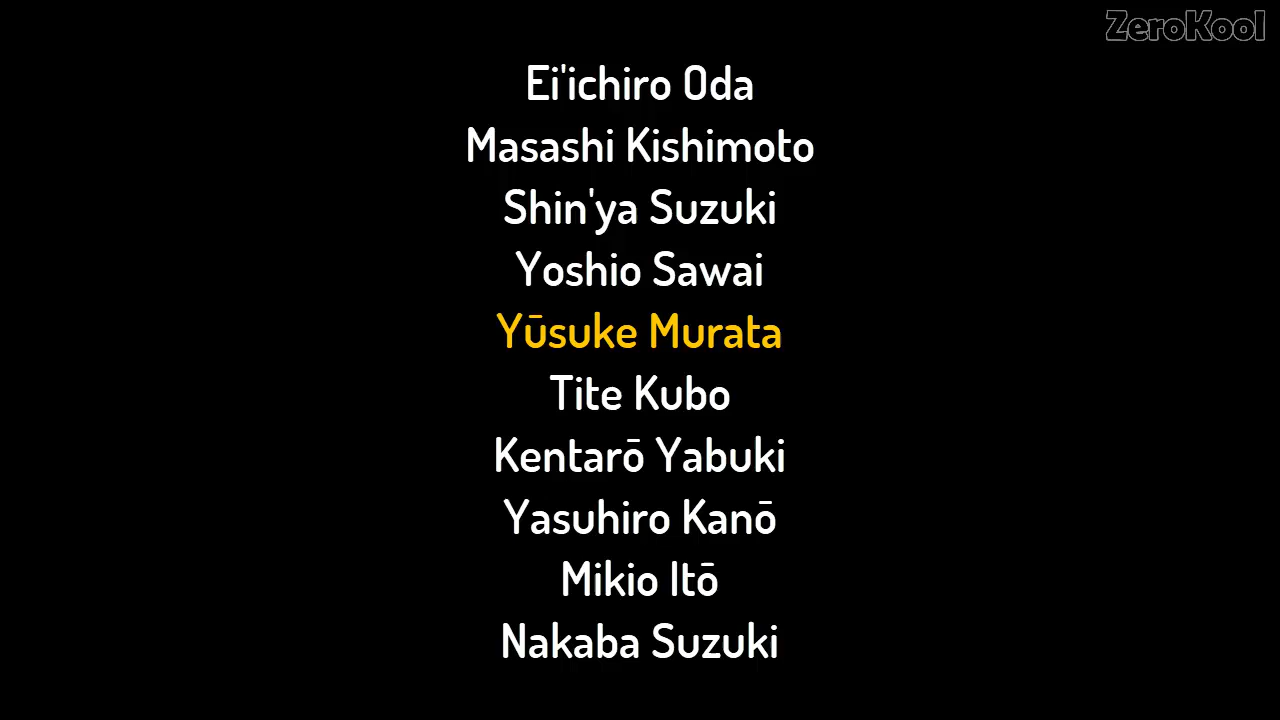 ZeroKool
Ei'ichiro Oda
Masashi Kishimoto
Shin'ya Suzuki
Yoshio Sawai
Yūsuke Murata
Tite Kubo
Kentarō Yabuki
Yasuhiro Kanō
Mikio Itō
Nakaba Suzuki